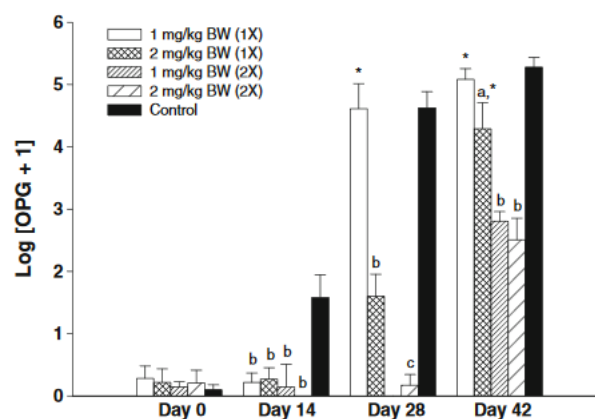 1 mg/kg BW (1X)
2 mg/kg BW (1X)
1 mg/kg BW (2X)
2 mg/kg BW (2X)
Control
Log [OPG + 1]
6
5
4
3
2
1
0
b b b b
* b c
* a,* b b
Day 0 Day 14 Day 28 Day 42